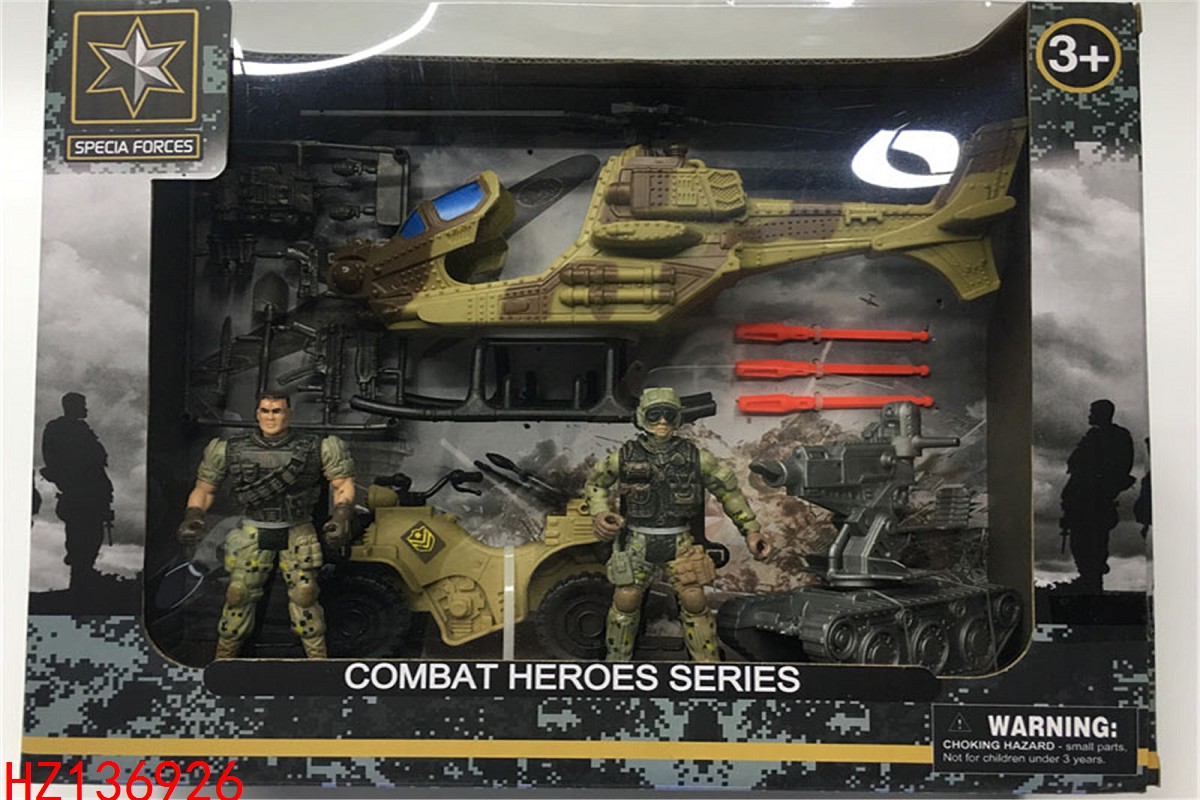 3+
SPECIA FORCES
COMBAT HEROES SERIES
WARNING:
CHOKING HAZARD - small parts.
Not for children under 3 years.
HZ136926